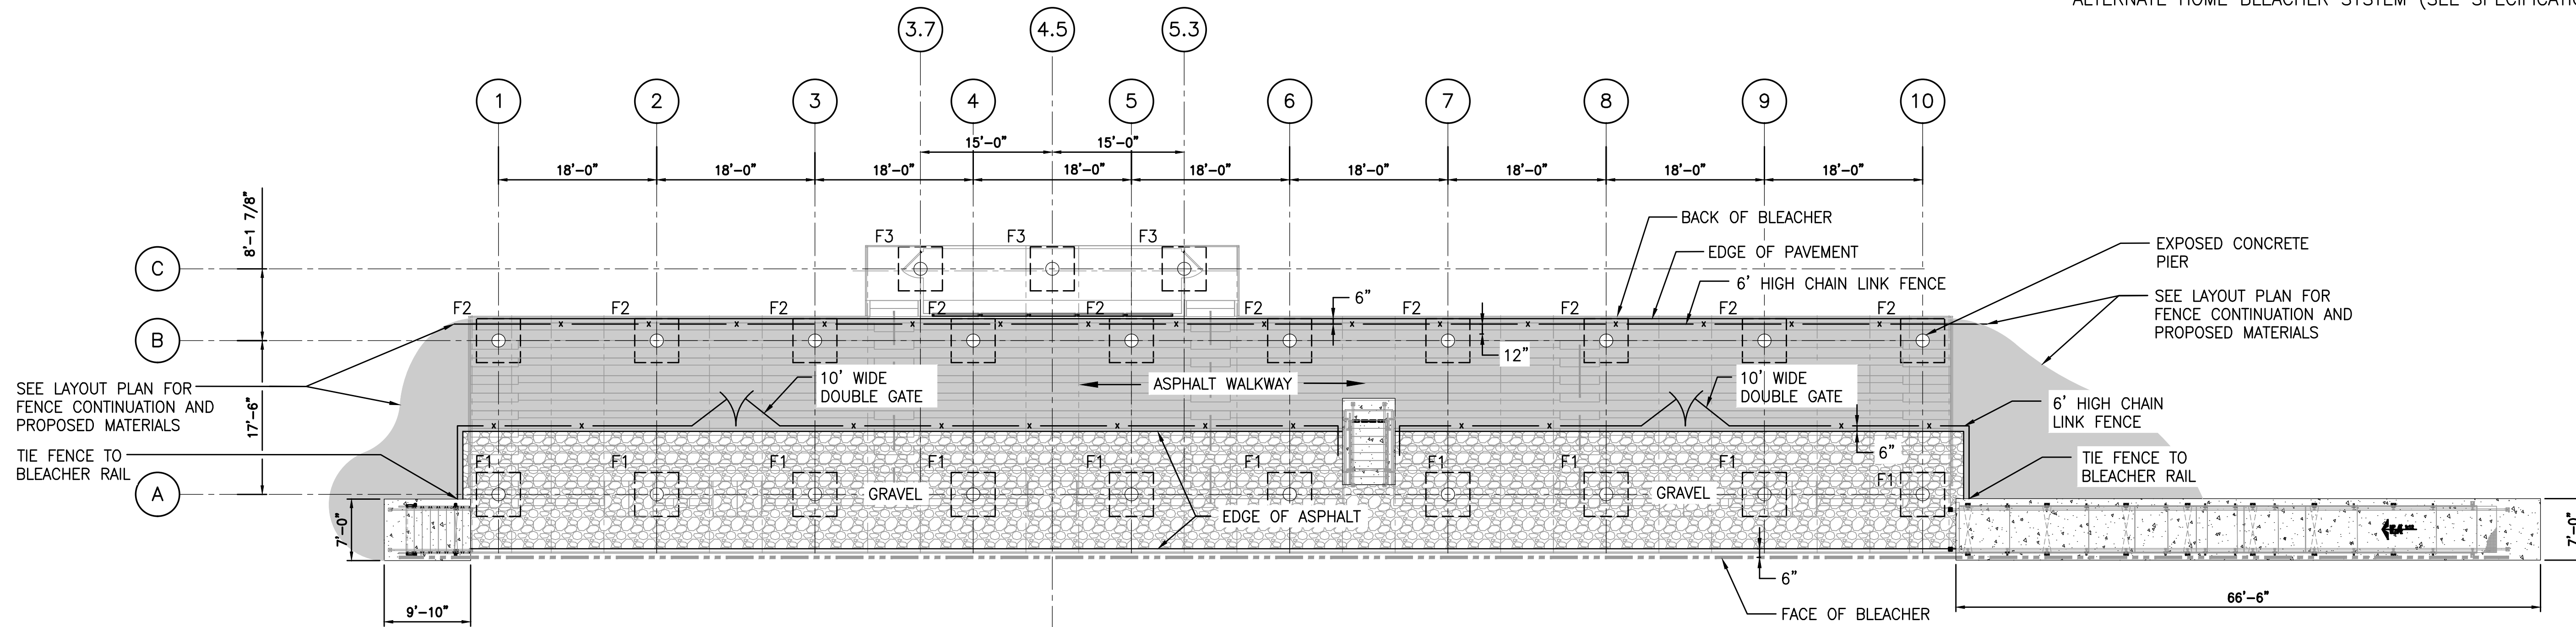 ALTERNATE HOME BLEACHER SYSTEM (SEE
3.7 4.5 5.3
1 2 3 4 5 6 7 8 9 10
15'-0" 15'-0"
18'-0" 18'-0" 18'-0" 18'-0" 18'-0" 18'-0" 18'-0" 18'-0" 18'-0"
8'-1 7/8"
BACK OF BLEACHER
F3 F3 F3
EDGE OF PAVEMENT
EXPOSED CONCRETE
PIER
C
6' HIGH CHAIN LINK FENCE
6"
SEE LAYOUT PLAN FOR
FENCE CONTINUATION AND
PROPOSED MATERIALS
F2 F2 F2 F2 F2 F2 F2 F2 F2 F2
B
12"
SEE LAYOUT PLAN FOR
FENCE CONTINUATION AND
PROPOSED MATERIALS
10' WIDE
DOUBLE GATE
ASPHALT WALKWAY
10' WIDE
DOUBLE GATE
17'-6"
6' HIGH CHAIN
LINK FENCE
6"
TIE FENCE TO
BLEACHER RAIL
TIE FENCE TO
BLEACHER RAIL
F1 F1 F1 F1 F1 F1 F1 F1 F1 F1
A
GRAVEL GRAVEL
EDGE OF ASPHALT
7'-0" 7'-0"
6"
9'-10"
66'-6"
FACE OF BLEACHER